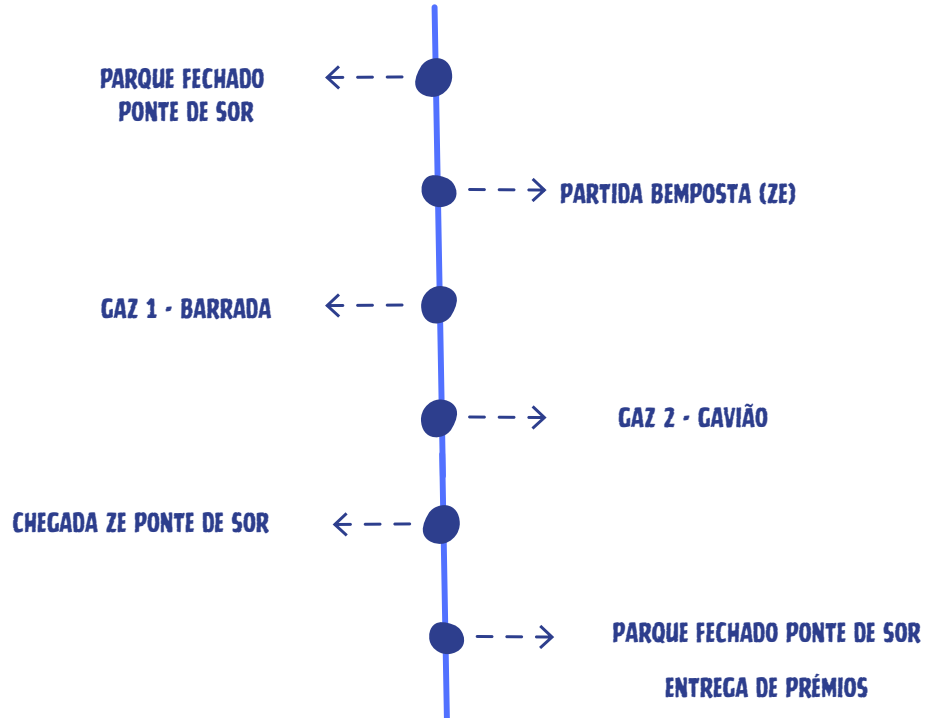 PARQUE FECHADO
PONTE DE SOR
PARTIDA BEMPOSTA (ZE)
GAZ 1 - BARRADA
GAZ 2 - GAVIÃO
CHEGADA ZE PONTE DE SOR
PARQUE FECHADO PONTE DE SOR
ENTREGA DE PRÉMIOS